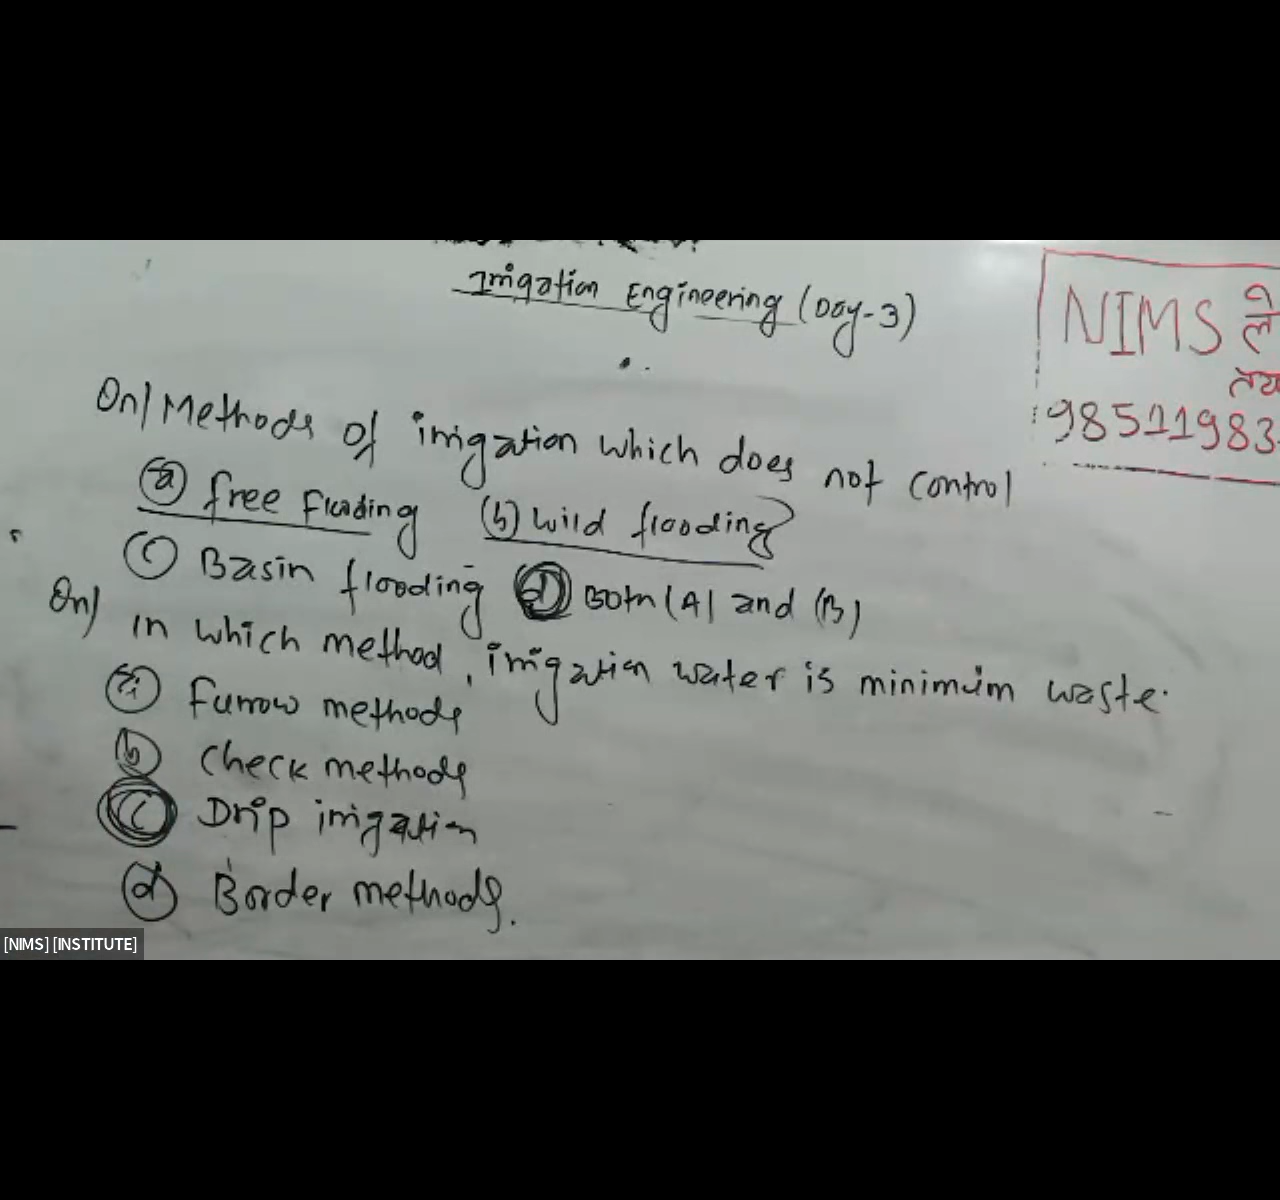 Irrigation Engineering (Day-3)
NIMS ले
तय
98511983
Qn/ Methods of irrigation which does not control
(a) free Flooding (b) wild flooding
(c) Basin flooding (d) Both (A) and (B)
Qn/ in which method, irrigation water is minimum waste.
(a) Furrow methods
(b) check methods
(c) Drip irrigation
(d) Border methods.
[NIMS] [INSTITUTE]